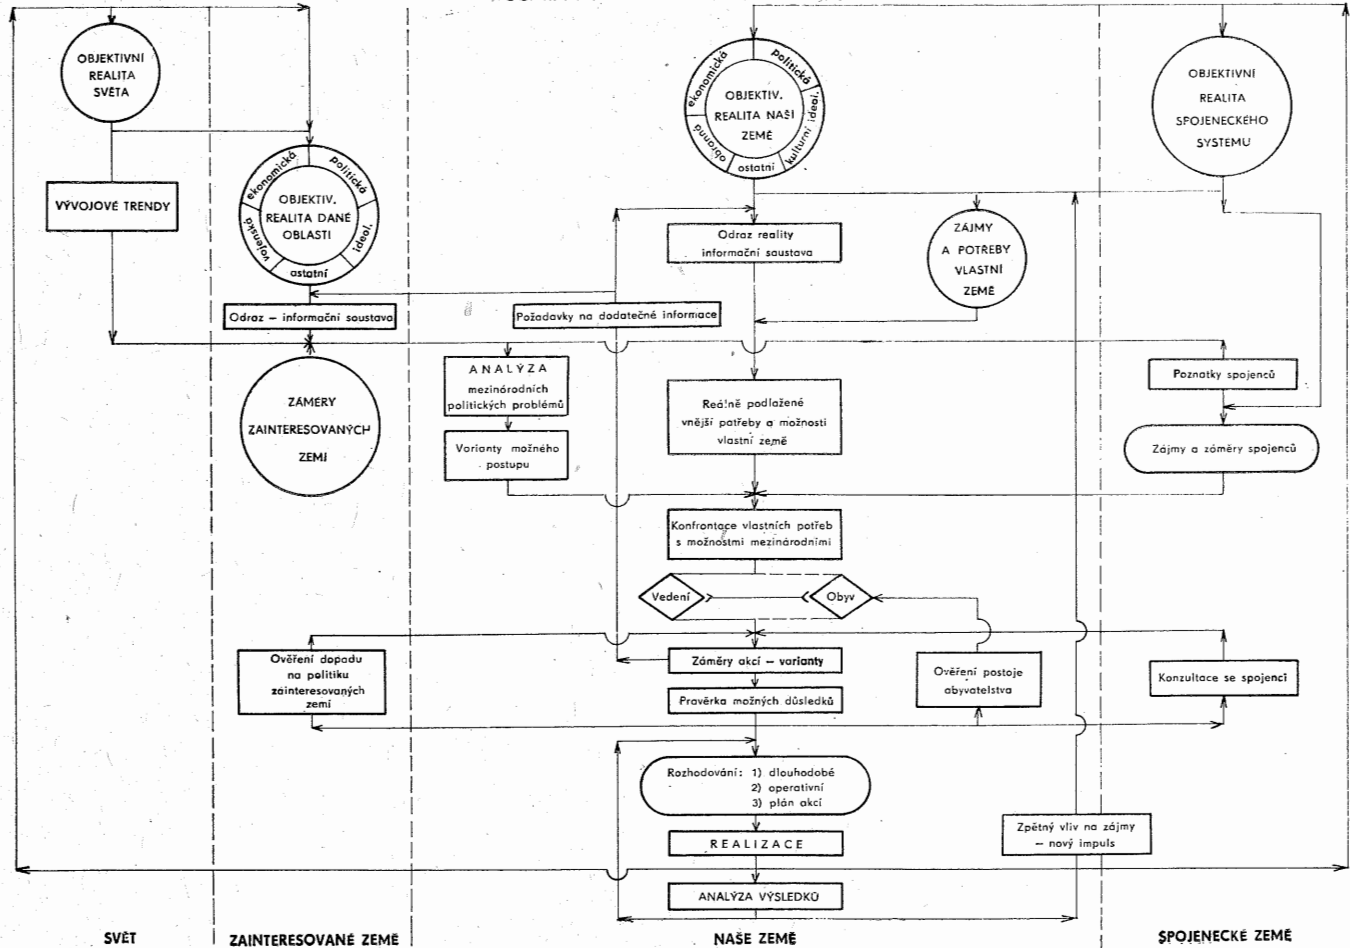 OBJEKTIVNÍ
REALITA
SVĚTA
VÝVOJOVÉ TRENDY
ekonomická
politická
ideol.
ostatní
vojenská
OBJEKTIV.
REALITA DANÉ
OBLASTI
Odraz – informační soustava
ZÁMĚRY
ZAINTERESOVANÝCH
ZEMÍ
Ověření dopadu
na politiku
zainteresovaných
zemí
ekonomická
politická
kulturní ideol.
ostatní
obranná
OBJEKTIV.
REALITA NAŠÍ
ZEMĚ
Odraz reality
informační soustava
ZÁJMY
A POTŘEBY
VLASTNÍ
ZEMĚ
Požadavky na dodatečné informace
ANALÝZA
mezinárodních
politických problémů
Varianty možného
postupu
Reálně podložené
vnější potřeby a možnosti
vlastní země
Konfrontace vlastních potřeb
s možnostmi mezinárodními
Vedení
Obyv
Záměry akcí – varianty
Pravěrka možných důsledků
Ověření postoje
abyvatelstva
Rozhodování: 1) dlouhodobé
2) operativní
3) plán akcí
REALIZACE
ANALÝZA VÝSLEDKŮ
Zpětný vliv na zájmy
– nový impuls
OBJEKTIVNÍ
REALITA
SPOJENECKÉHO
SYSTEMU
Poznatky spojenců
Zájmy a záměry spojenců
Konzultace se spojenci
SVĚT
ZAINTERESOVANÉ ZEMĚ
NAŠE ZEMĚ
SPOJENECKÉ ZEMĚ